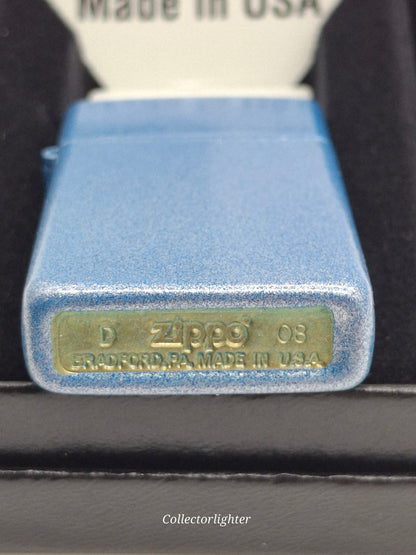 Made in USA
D Zippo 08
BRADFORD,PA. MADE IN U.S.A.
Collectorlighter